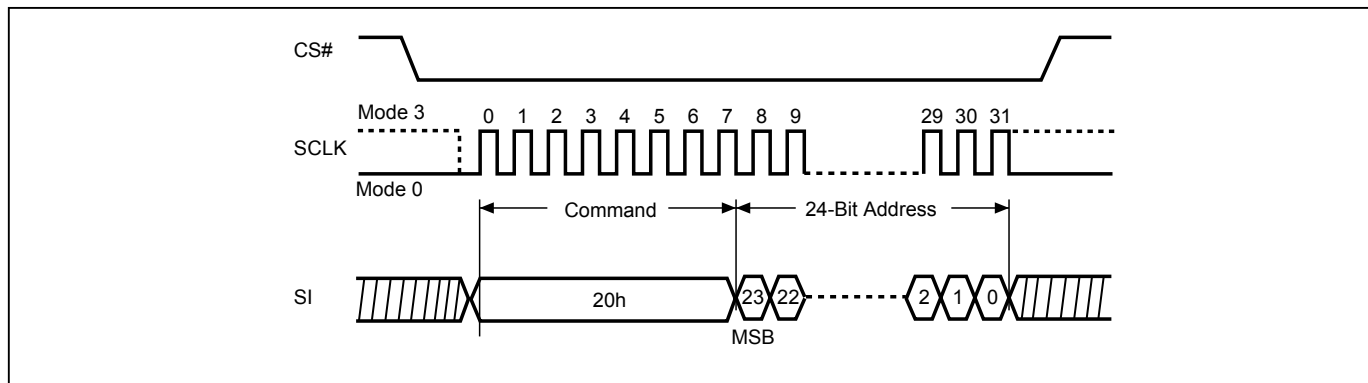 CS#
Mode 3
0 1 2 3 4 5 6 7 8 9 29 30 31
SCLK
Mode 0
Command 24-Bit Address
SI 20h 23 22 2 1 0
MSB